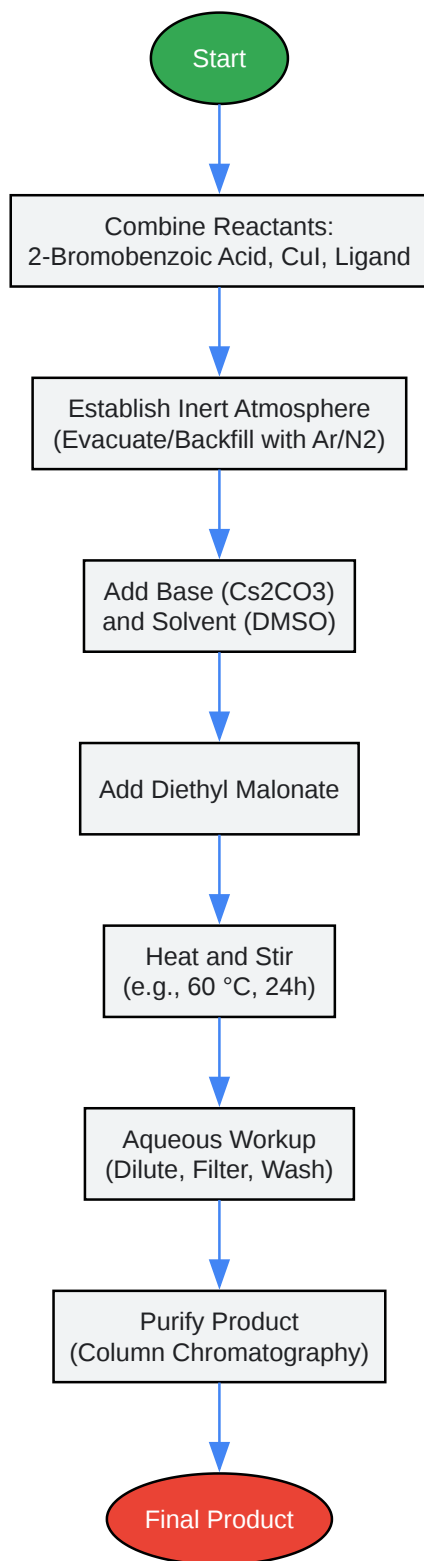 Start
Combine Reactants:
2-Bromobenzoic Acid, CuI, Ligand
Establish Inert Atmosphere
(Evacuate/Backfill with Ar/N2)
Add Base (Cs2CO3)
and Solvent (DMSO)
Add Diethyl Malonate
Heat and Stir
(e.g., 60 °C, 24h)
Aqueous Workup
(Dilute, Filter, Wash)
Purify Product
(Column Chromatography)
Final Product